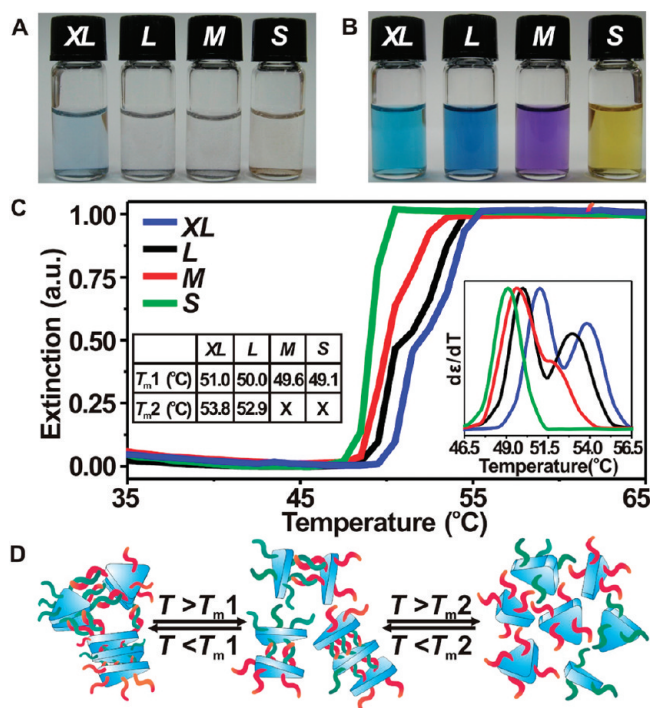 A
XL L M S
B
XL L M S
C
Extinction (a.u.)
1.00
0.75
0.50
0.25
0.00
XL
L
M
S
XL L M S
Tm1 (°C) 51.0 50.0 49.6 49.1
Tm2 (°C) 53.8 52.9 X X
dε/dT
46.5 49.0 51.5 54.0 56.5
Temperature(°C)
35 45 55 65
Temperature (°C)
D
T >Tm1
T <Tm1
T >Tm2
T <Tm2